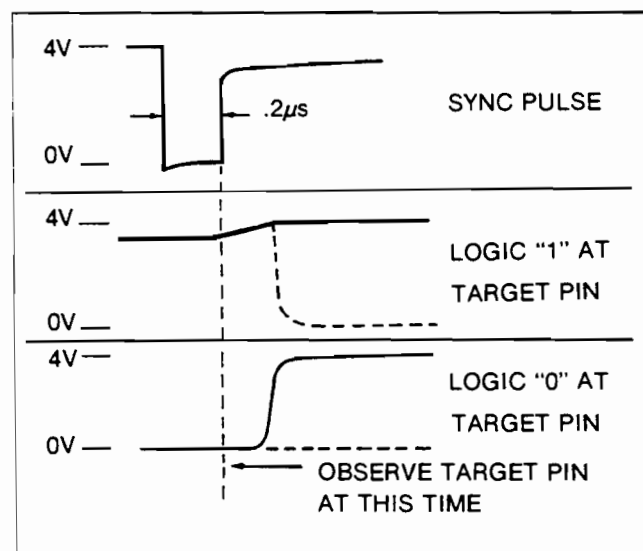 4V
.2μs
SYNC PULSE
0V
4V
LOGIC “1” AT
TARGET PIN
0V
4V
LOGIC “0” AT
TARGET PIN
0V
OBSERVE TARGET PIN
AT THIS TIME